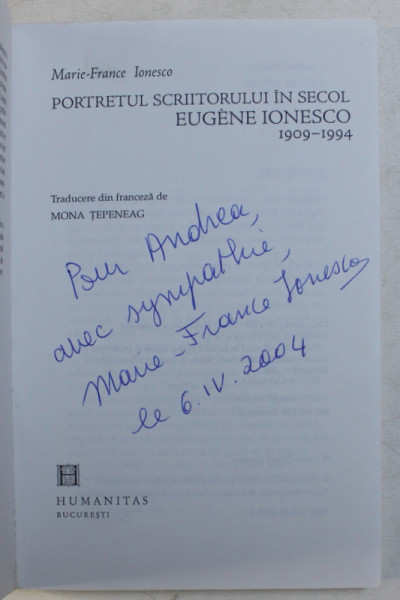 Marie-France Ionesco
PORTRETUL SCRIITORULUI ÎN SECOL
EUGÈNE IONESCO
1909–1994
Traducere din franceză de
MONA ȚEPENEAG
Pour Andrea,
avec sympathie,
Marie-France Ionesco
le 6.IV.2004
H
HUMANITAS
BUCUREȘTI